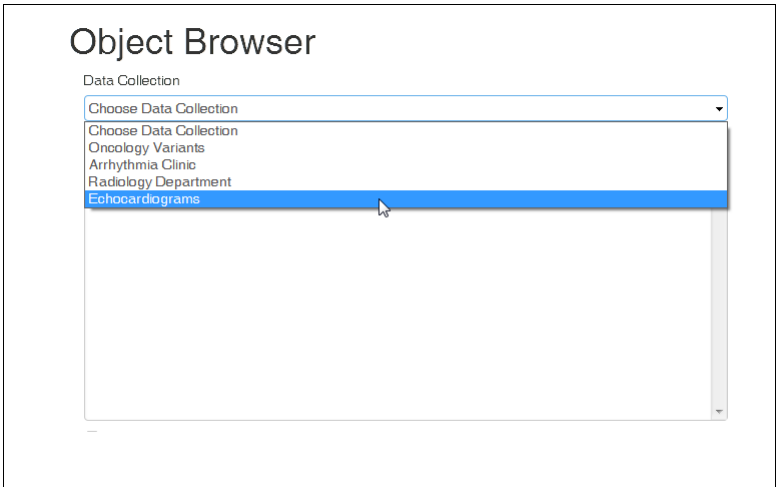 Object Browser
Data Collection
Choose Data Collection
Choose Data Collection
Oncology Variants
Arrhythmia Clinic
Radiology Department
Echocardiograms